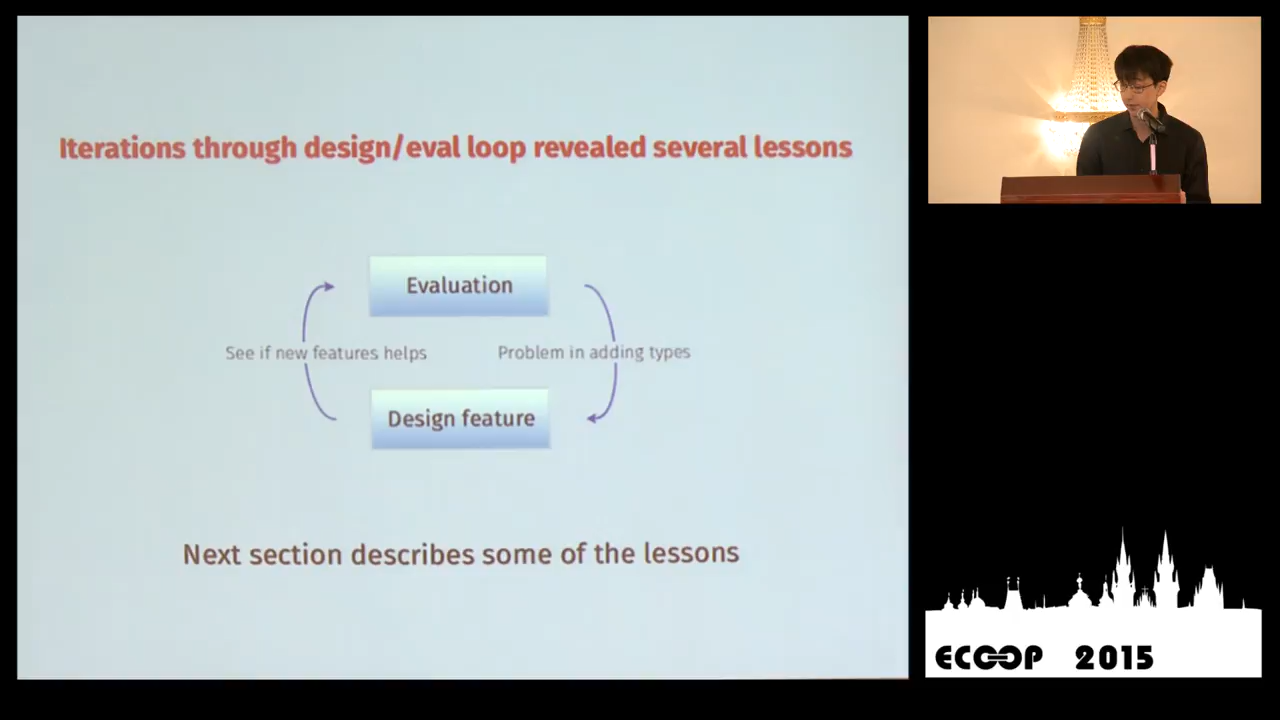 Iterations through design/eval loop revealed several lessons
Evaluation
See if new features helps
Problem in adding types
Design feature
Next section describes some of the lessons
ECOOP 2015